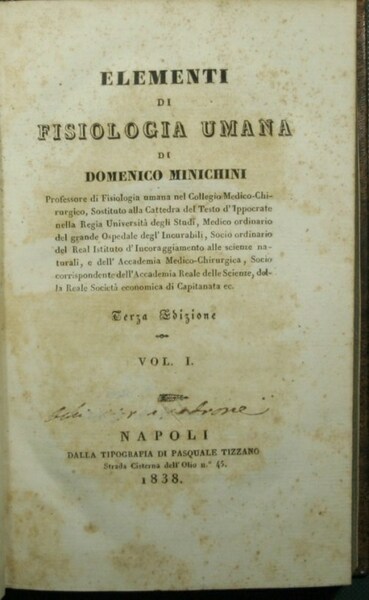 ELEMENTI
DI
FISIOLOGIA UMANA
DI
DOMENICO MINICHINI
Professore di Fisiologia umana nel Collegio Medico-Chi-
rurgico, Sostituto alla Cattedra del Testo d'Ippocrate
nella Regia Università degli Studî, Medico ordinario
del grande Ospedale degl' Incurabili, Socio ordinario
del Real Istituto d'Incoraggiamento alle scienze na-
turali, e dell' Accademia Medico-Chirurgica, Socio
corrispondente dell'Accademia Reale delle Scienze, del-
la Reale Società economica di Capitanata ec.
Terza Edizione
VOL. I.
NAPOLI
DALLA TIPOGRAFIA DI PASQUALE TIZZANO
Strada Cisterna dell' Olio n.° 45.
1838.